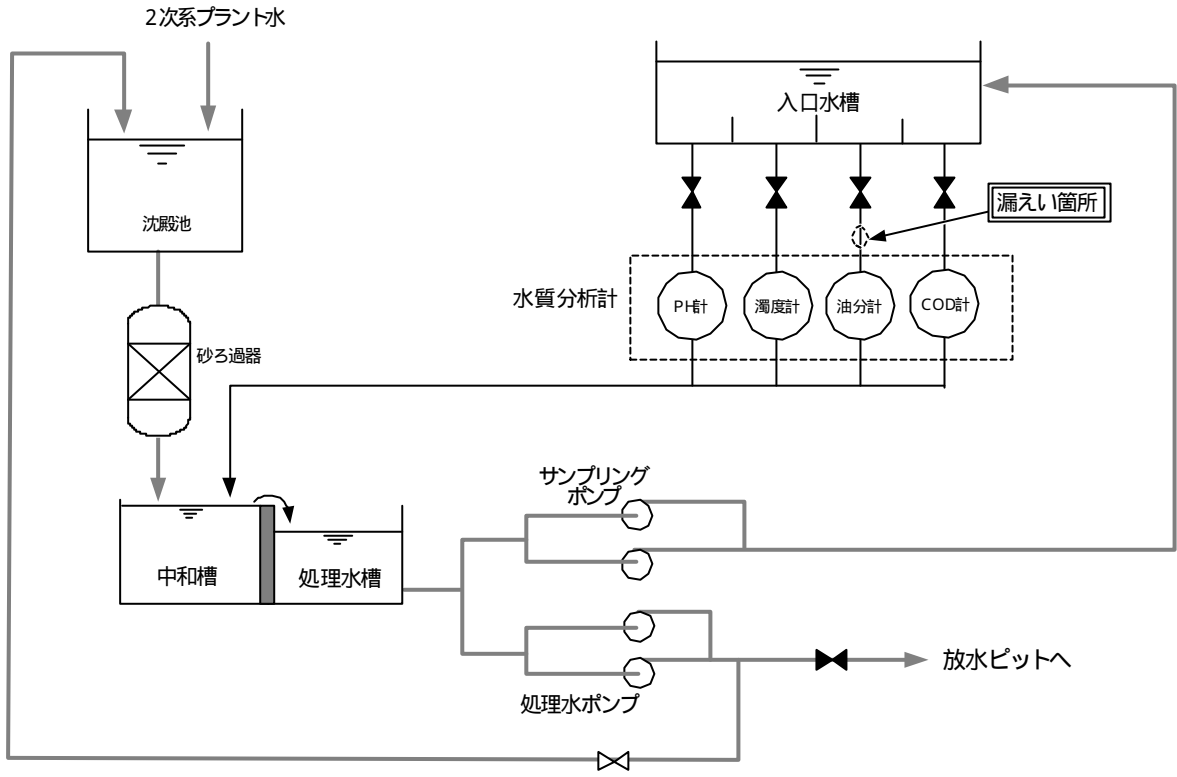 2次系プラント水
入口水槽
漏えい箇所
沈殿池
水質分析計
PH計
濁度計
油分計
COD計
砂ろ過器
サンプリング
ポンプ
中和槽
処理水槽
放水ピットへ
処理水ポンプ